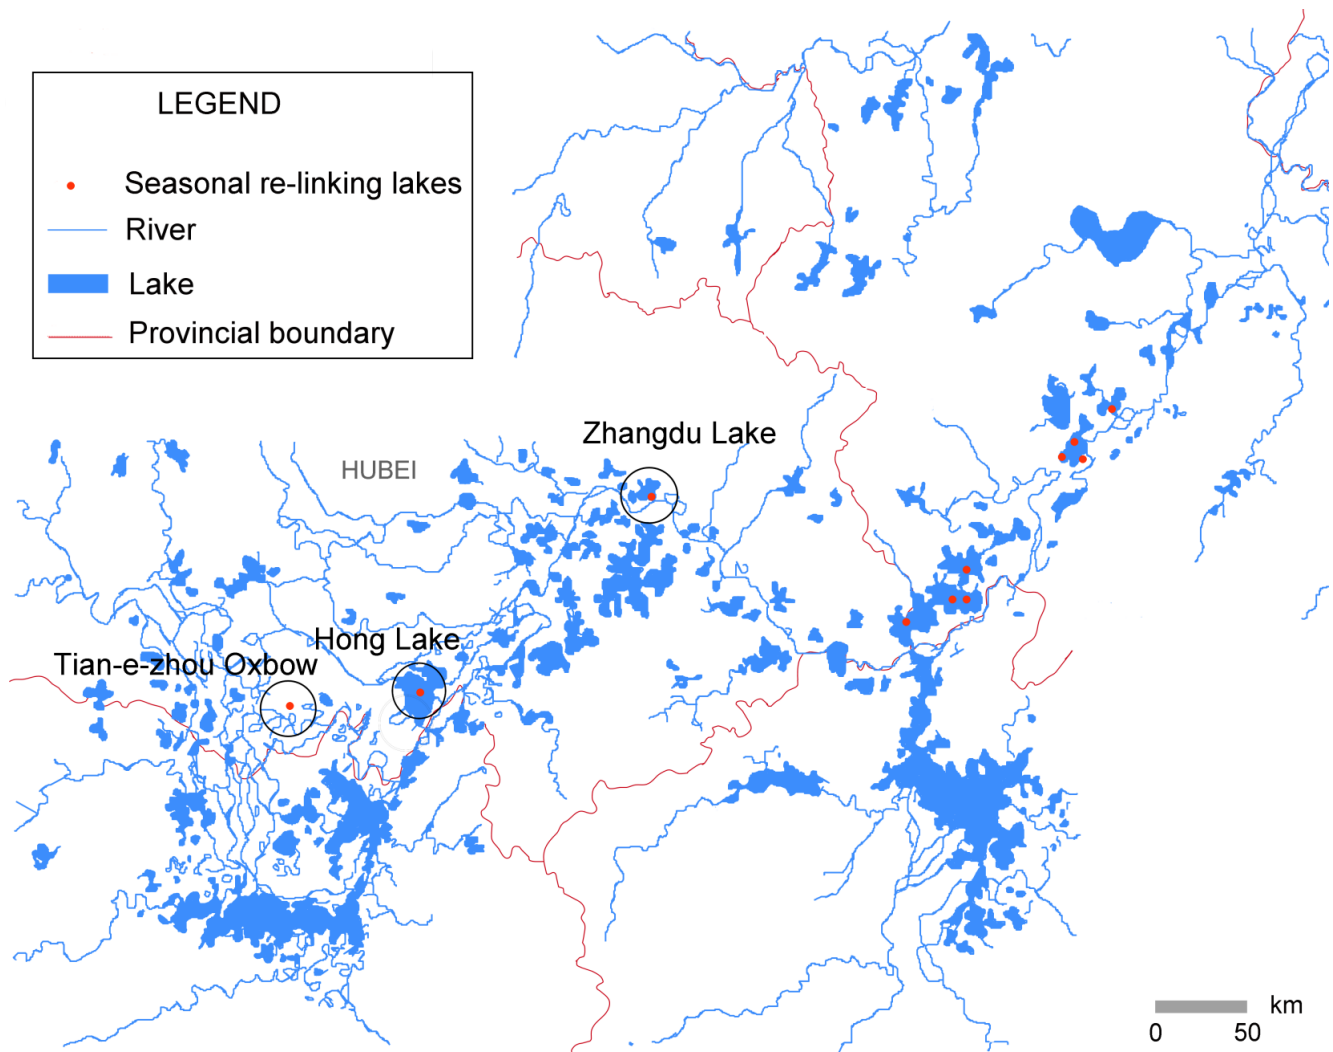 LEGEND
Seasonal re-linking lakes
River
Lake
Provincial boundary
Zhangdu Lake
HUBEI
Hong Lake
Tian-e-zhou Oxbow
km
0 50